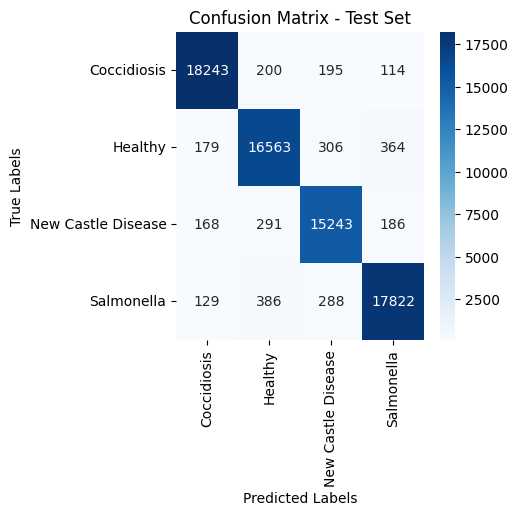 Confusion Matrix - Test Set
True Labels
Coccidiosis 18243 200 195 114
Healthy 179 16563 306 364
New Castle Disease 168 291 15243 186
Salmonella 129 386 288 17822
Coccidiosis
Healthy
New Castle Disease
Salmonella
Predicted Labels
17500
15000
12500
10000
7500
5000
2500